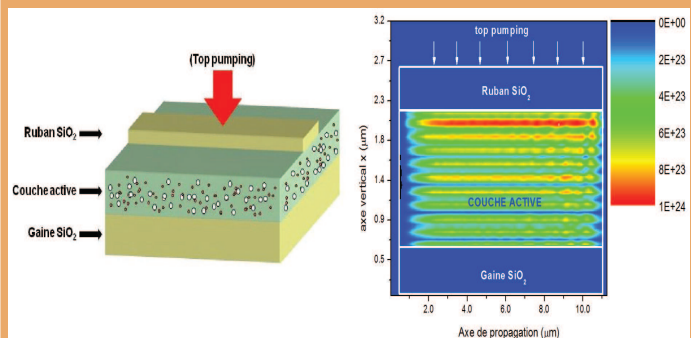 (Top pumping)
Ruban SiO₂
Couche active
Gaine SiO₂
axe vertical x (μm)
3.2
2.7
2.3
1.8
1.4
0.9
0.5
top pumping
Ruban SiO₂
COUCHE ACTIVE
Gaine SiO₂
2.0 4.0 6.0 8.0 10.0
Axe de propagation (μm)
0E+00
2E+23
4E+23
6E+23
8E+23
1E+24